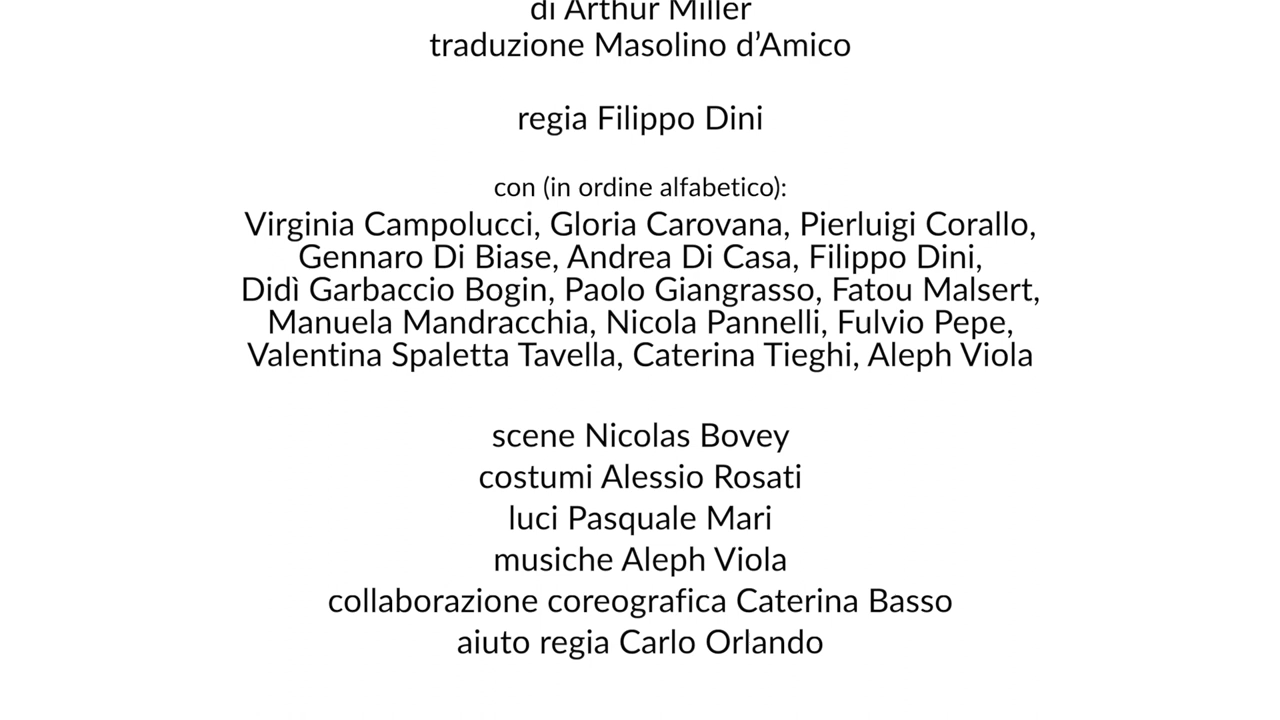 di Arthur Miller
traduzione Masolino d’Amico
regia Filippo Dini
con (in ordine alfabetico):
Virginia Campolucci, Gloria Carovana, Pierluigi Corallo,
Gennaro Di Biase, Andrea Di Casa, Filippo Dini,
Didì Garbaccio Bogin, Paolo Giangrasso, Fatou Malsert,
Manuela Mandracchia, Nicola Pannelli, Fulvio Pepe,
Valentina Spaletta Tavella, Caterina Tieghi, Aleph Viola
scene Nicolas Bovey
costumi Alessio Rosati
luci Pasquale Mari
musiche Aleph Viola
collaborazione coreografica Caterina Basso
aiuto regia Carlo Orlando